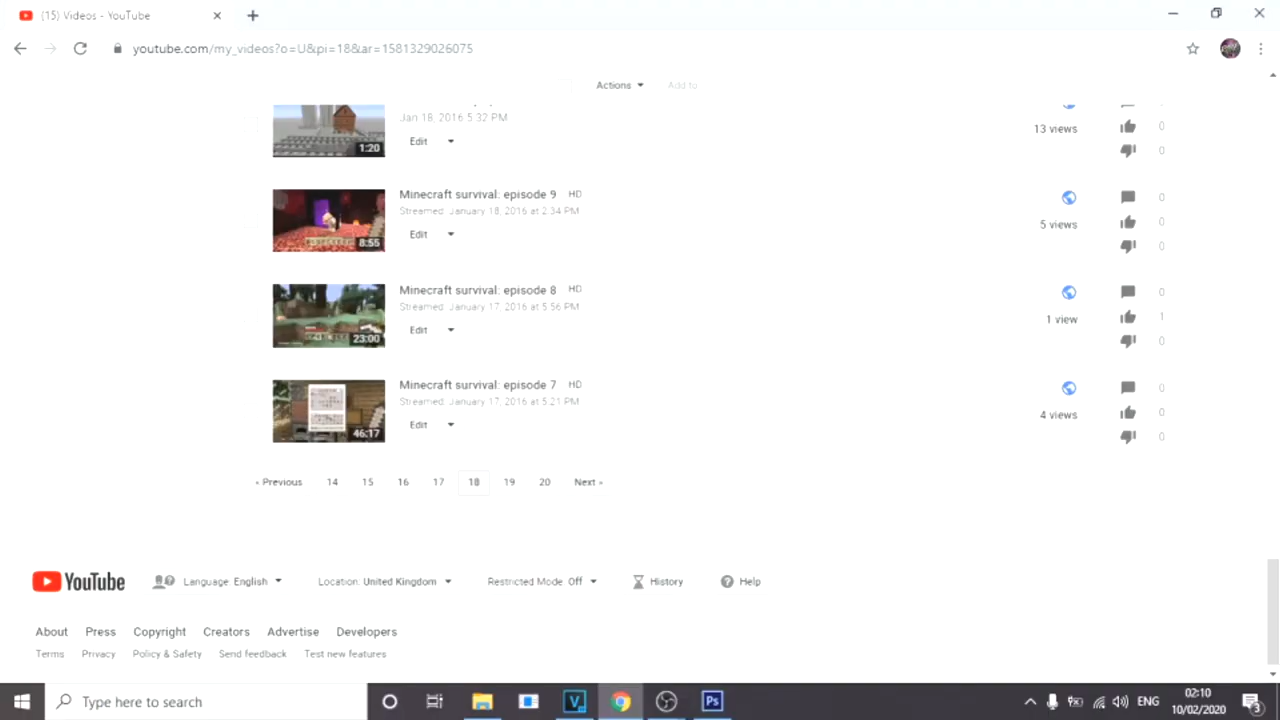 (15) Videos - YouTube
youtube.com/my_videos?o=U&pi=18&ar=1581329026075
Actions Add to
Jan 18, 2016 5:32 PM
1:20
Edit
13 views
0
0
Minecraft survival: episode 9 HD
Streamed: January 18, 2016 at 2:34 PM
8:55
Edit
5 views
0
0
0
Minecraft survival: episode 8 HD
Streamed: January 17, 2016 at 5:56 PM
23:00
Edit
1 view
0
1
0
Minecraft survival: episode 7 HD
Streamed: January 17, 2016 at 5:21 PM
46:17
Edit
4 views
0
0
0
« Previous 14 15 16 17 18 19 20 Next »
YouTube Language: English Location: United Kingdom Restricted Mode: Off History Help
About Press Copyright Creators Advertise Developers
Terms Privacy Policy & Safety Send feedback Test new features
Type here to search
V Ps
ENG
02:10
10/02/2020
3